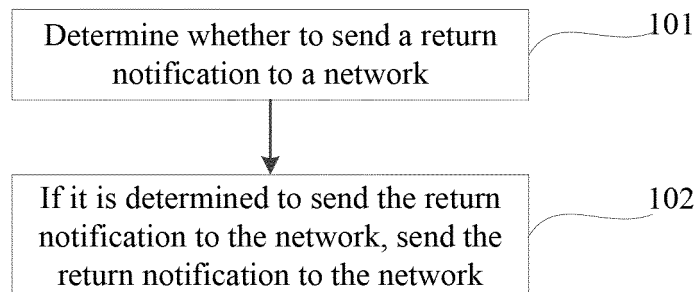 Determine whether to send a return
notification to a network
101
If it is determined to send the return
notification to the network, send the
return notification to the network
102